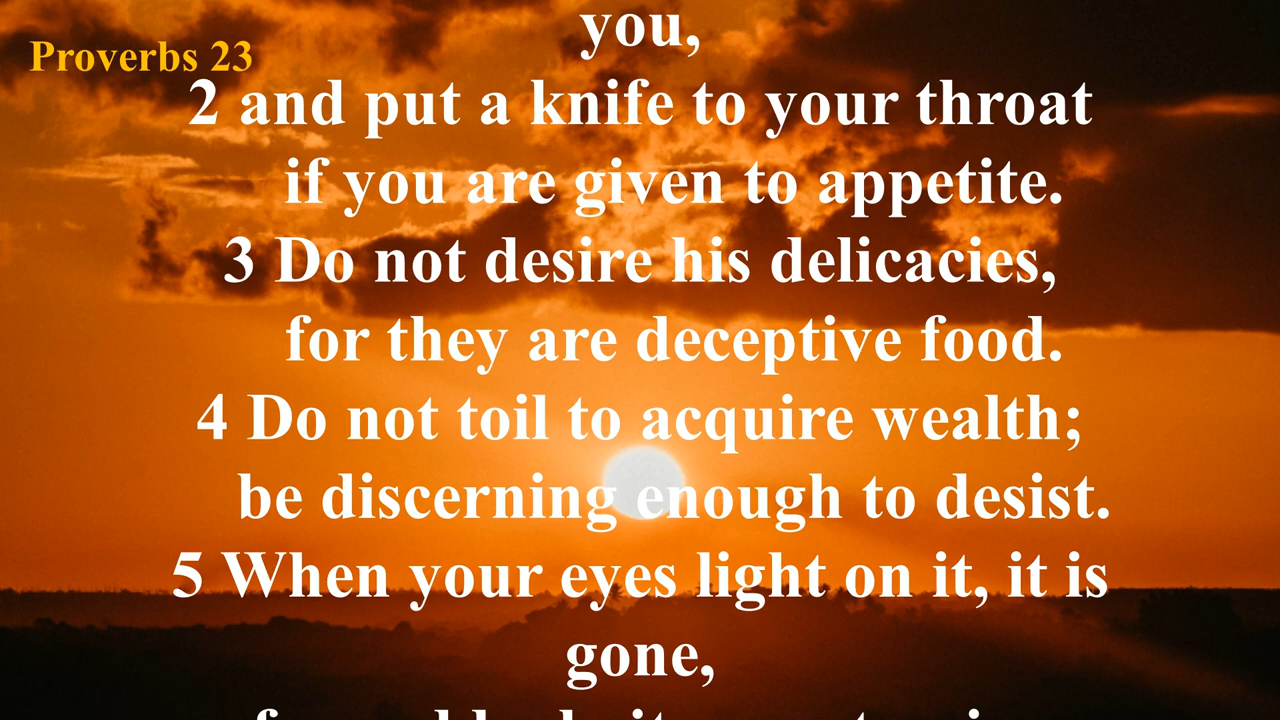 you,
Proverbs 23
2 and put a knife to your throat
if you are given to appetite.
3 Do not desire his delicacies,
for they are deceptive food.
4 Do not toil to acquire wealth;
be discerning enough to desist.
5 When your eyes light on it, it is
gone,